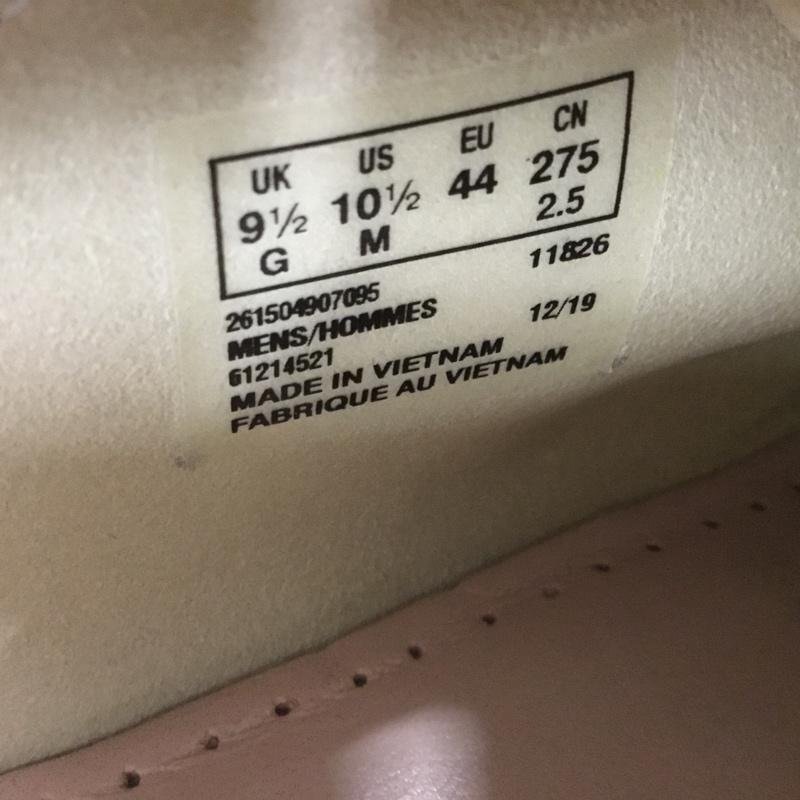 UK US EU CN
9½ 10½ 44 275
G M 2.5
261504907095 11826
MENS/HOMMES
61214521 12/19
MADE IN VIETNAM
FABRIQUE AU VIETNAM